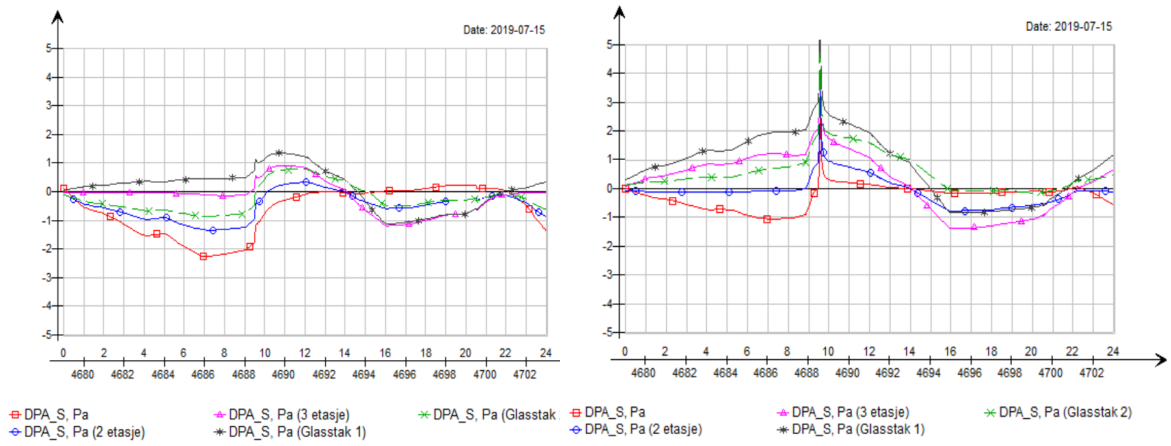 Date: 2019-07-15
5
4
3
2
1
0
-1
-2
-3
-4
-5
0 2 4 6 8 10 12 14 16 18 20 22 24
4680 4682 4684 4686 4688 4690 4692 4694 4696 4698 4700 4702
DPA_S, Pa DPA_S, Pa (3 etasje) DPA_S, Pa (Glasstak
DPA_S, Pa (2 etasje) DPA_S, Pa (Glasstak 1)
Date: 2019-07-15
5
4
3
2
1
0
-1
-2
-3
-4
-5
0 2 4 6 8 10 12 14 16 18 20 22 24
4680 4682 4684 4686 4688 4690 4692 4694 4696 4698 4700 4702
DPA_S, Pa DPA_S, Pa (3 etasje) DPA_S, Pa (Glasstak 2)
DPA_S, Pa (2 etasje) DPA_S, Pa (Glasstak 1)